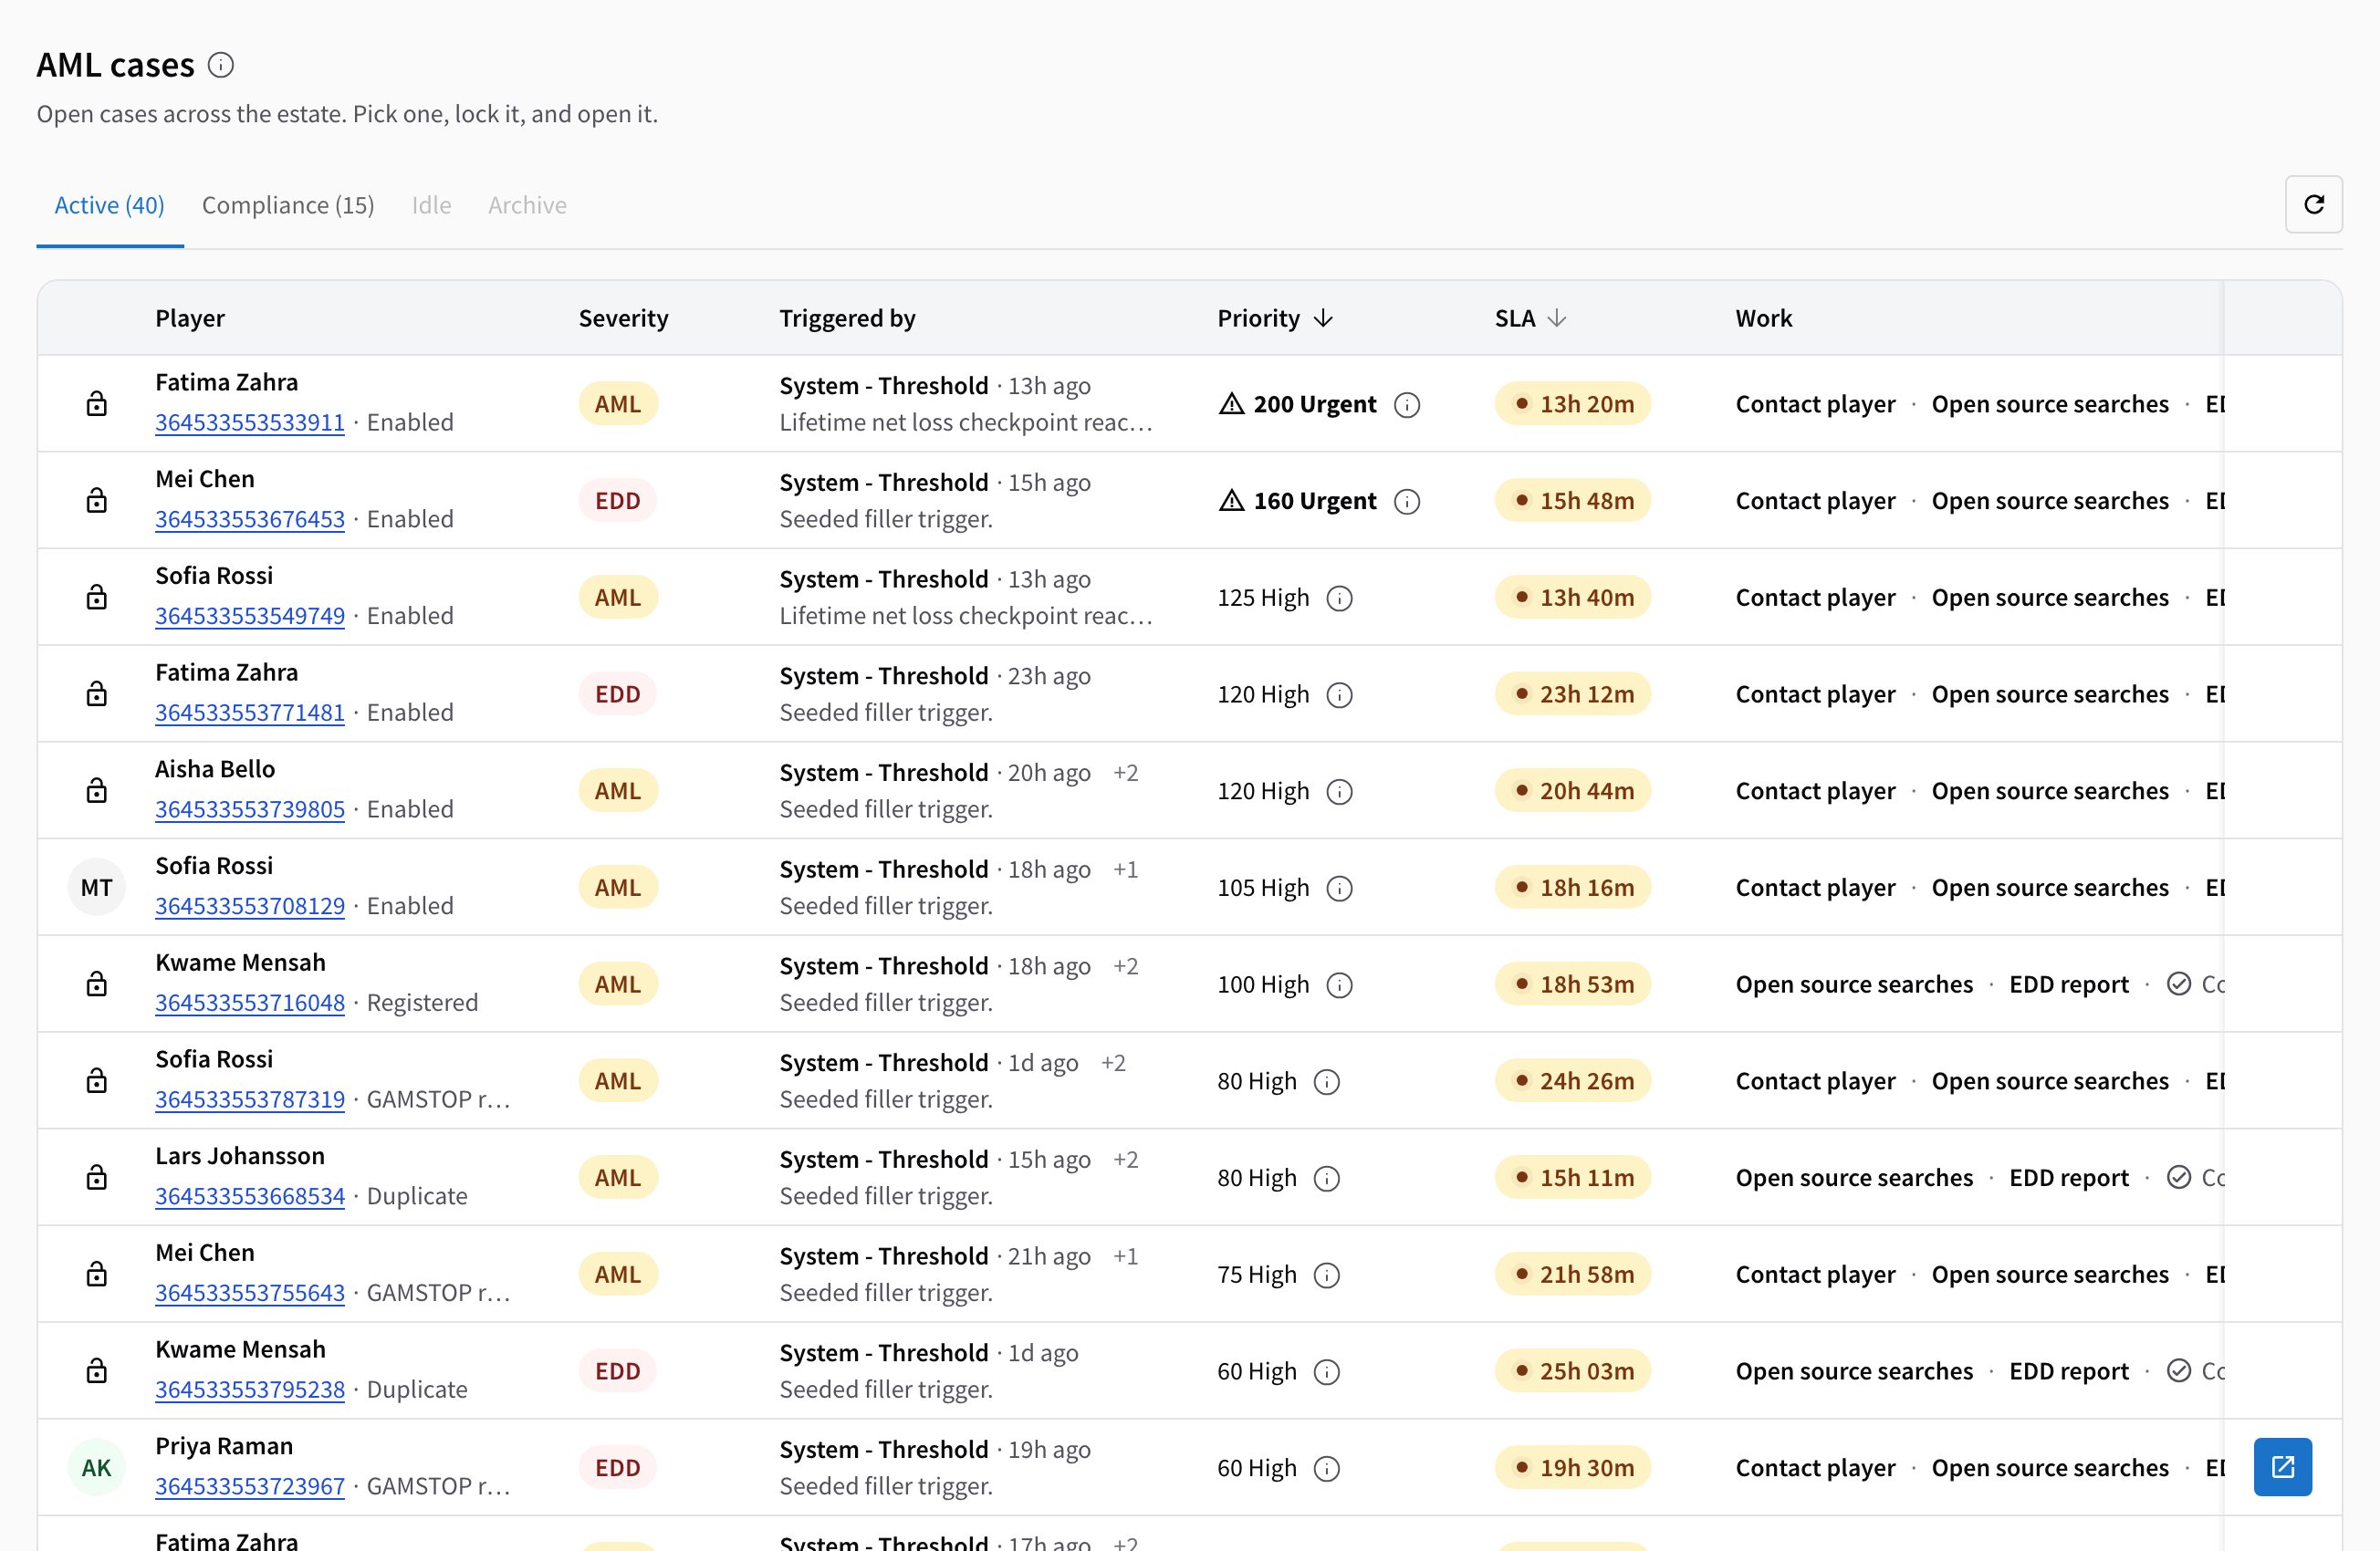 AML cases
Open cases across the estate. Pick one, lock it, and open it.
Active (40) Compliance (15) Idle Archive
Player Severity Triggered by Priority SLA Work
Fatima Zahra
364533553533911 · Enabled
AML
System - Threshold · 13h ago
Lifetime net loss checkpoint reac…
200 Urgent
13h 20m
Contact player · Open source searches ·
Mei Chen
364533553676453 · Enabled
EDD
System - Threshold · 15h ago
Seeded filler trigger.
160 Urgent
15h 48m
Contact player · Open source searches ·
Sofia Rossi
364533553549749 · Enabled
AML
System - Threshold · 13h ago
Lifetime net loss checkpoint reac…
125 High
13h 40m
Contact player · Open source searches ·
Fatima Zahra
364533553771481 · Enabled
EDD
System - Threshold · 23h ago
Seeded filler trigger.
120 High
23h 12m
Contact player · Open source searches ·
Aisha Bello
364533553739805 · Enabled
AML
System - Threshold · 20h ago +2
Seeded filler trigger.
120 High
20h 44m
Contact player · Open source searches ·
MT
Sofia Rossi
364533553708129 · Enabled
AML
System - Threshold · 18h ago +1
Seeded filler trigger.
105 High
18h 16m
Contact player · Open source searches ·
Kwame Mensah
364533553716048 · Registered
AML
System - Threshold · 18h ago +2
Seeded filler trigger.
100 High
18h 53m
Open source searches · EDD report ·
Sofia Rossi
364533553787319 · GAMSTOP r…
AML
System - Threshold · 1d ago +2
Seeded filler trigger.
80 High
24h 26m
Contact player · Open source searches ·
Lars Johansson
364533553668534 · Duplicate
AML
System - Threshold · 15h ago +2
Seeded filler trigger.
80 High
15h 11m
Open source searches · EDD report ·
Mei Chen
364533553755643 · GAMSTOP r…
AML
System - Threshold · 21h ago +1
Seeded filler trigger.
75 High
21h 58m
Contact player · Open source searches ·
Kwame Mensah
364533553795238 · Duplicate
EDD
System - Threshold · 1d ago
Seeded filler trigger.
60 High
25h 03m
Open source searches · EDD report ·
AK
Priya Raman
364533553723967 · GAMSTOP r…
EDD
System - Threshold · 19h ago
Seeded filler trigger.
60 High
19h 30m
Contact player · Open source searches ·
Fatima Zahra
System - Threshold · 17h ago +2